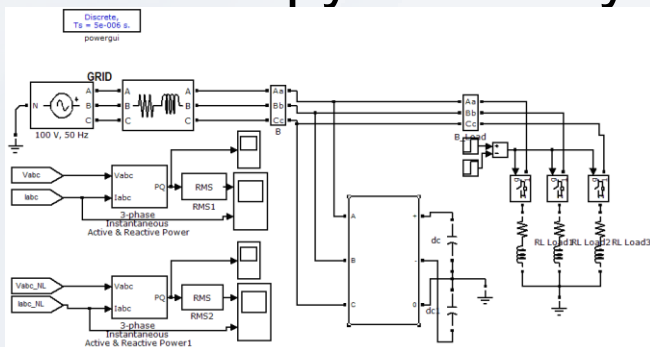 Discrete,
Ts = 5e-006 s.
powergui
GRID
N
A
B
C
A
B
C
A
B
C
100 V, 50 Hz
Aa
Bb
Cc
B
Aa
Bb
Cc
B_Load
Vabc
Iabc
Vabc
Iabc
PQ
RMS
RMS1
3-phase
Instantaneous
Active & Reactive Power
Vabc_NL
Iabc_NL
Vabc
Iabc
PQ
RMS
RMS2
3-phase
Instantaneous
Active & Reactive Power1
A
B
C
+
-
0
dc
dc1
RL Load1
RL Load2
RL Load3